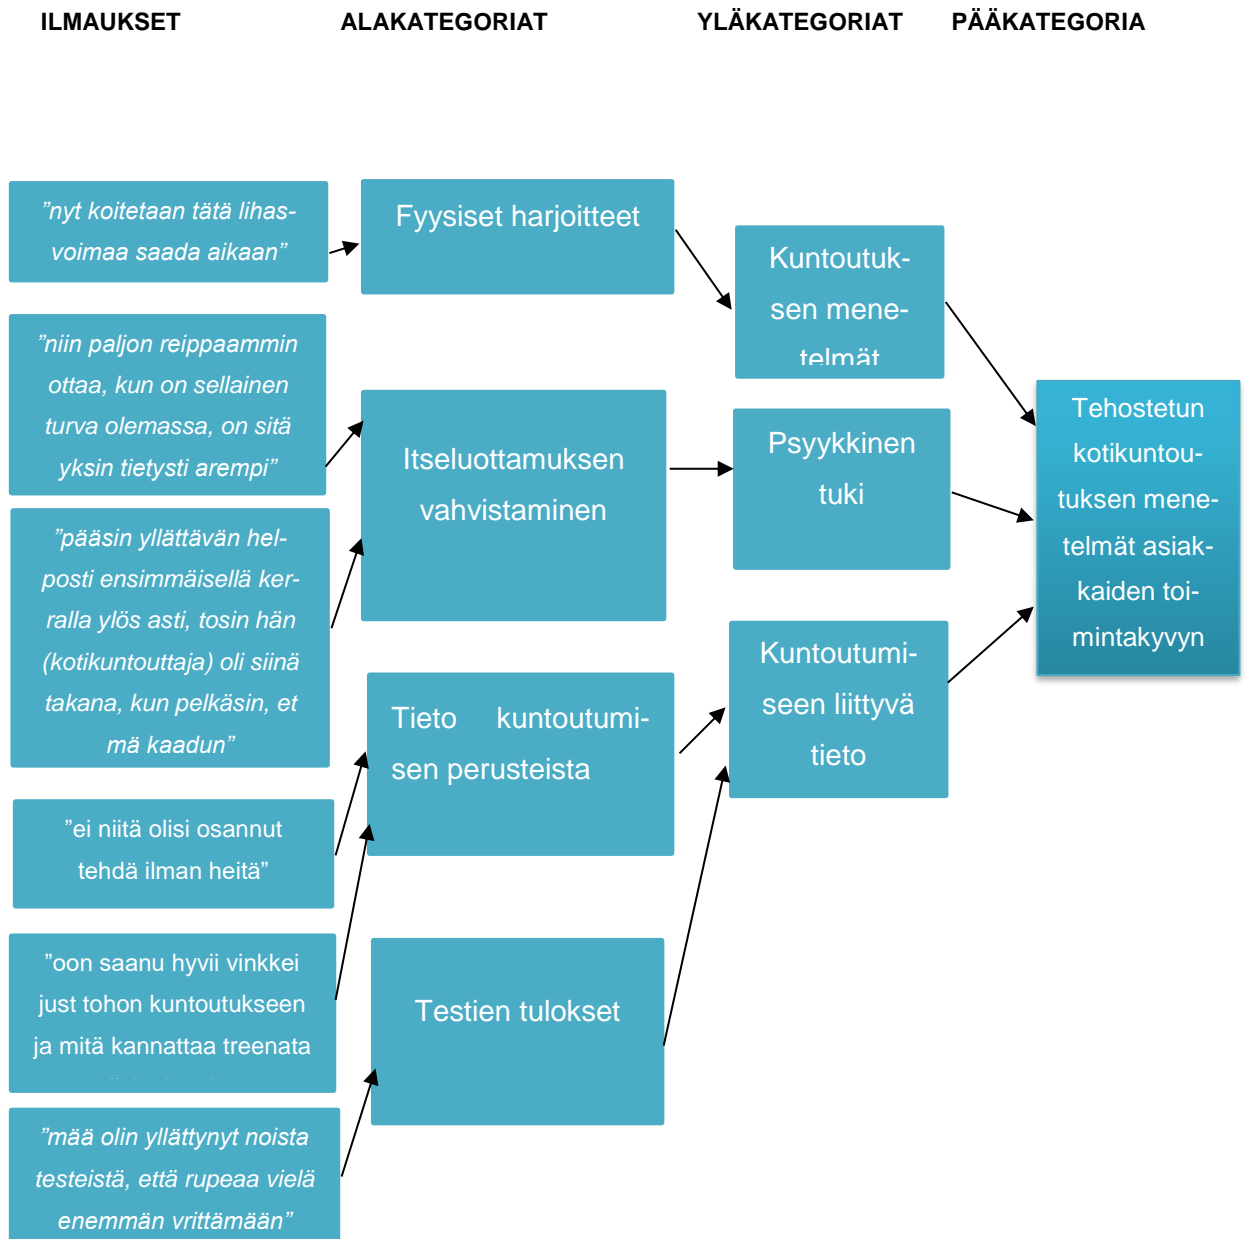 ILMAUKSET ALAKATEGORIAT YLÄKATEGORIAT PÄÄKATEGORIA
”nyt koitetaan tätä lihas-
voimaa saada aikaan”
”niin paljon reippaammin
ottaa, kun on sellainen
turva olemassa, on sitä
yksin tietysti arempi”
”pääsin yllättävän hel-
posti ensimmäisellä ker-
ralla ylös asti, tosin hän
(kotikuntouttaja) oli siinä
takana, kun pelkäsin, et
mä kaadun”
”ei niitä olisi osannut
tehdä ilman heitä”
”oon saanu hyvii vinkkei
just tohon kuntoutukseen
ja mitä kannattaa treenata
”mää olin yllättynyt noista
testeistä, että rupeaa vielä
enemmän vrittämään”
Fyysiset harjoitteet
Itseluottamuksen
vahvistaminen
Tieto kuntoutumi-
sen perusteista
Testien tulokset
Kuntoutuk-
sen mene-
telmät
Psyykkinen
tuki
Kuntoutumi-
seen liittyvä
tieto
Tehostetun
kotikuntou-
tuksen mene-
telmät asiak-
kaiden toi-
mintakyvyn